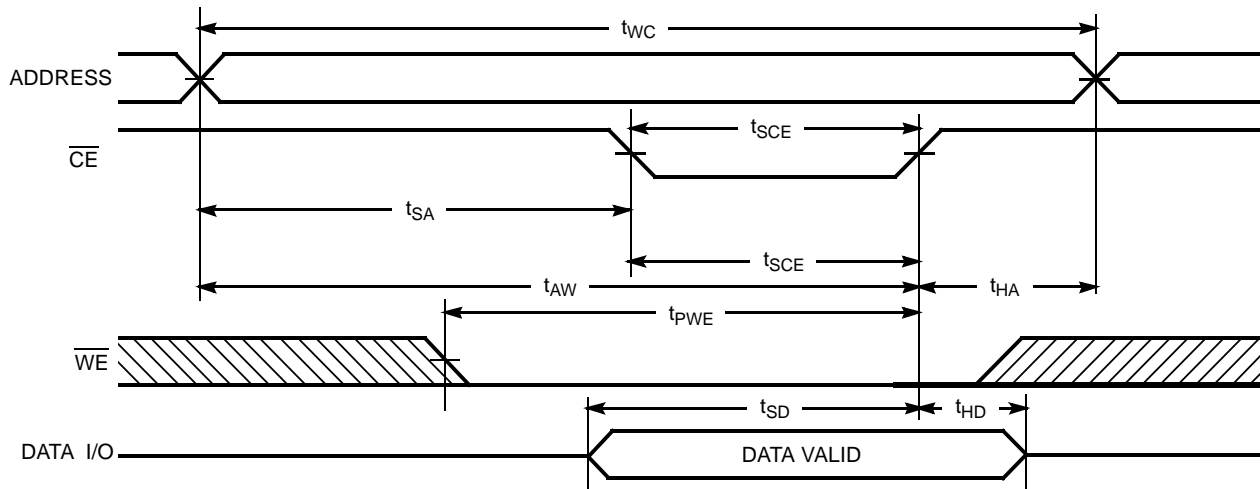 tWC
ADDRESS
tSCE
CE
tSA
tSCE
tAW
tHA
tPWE
WE
tSD
tHD
DATA I/O
DATA VALID